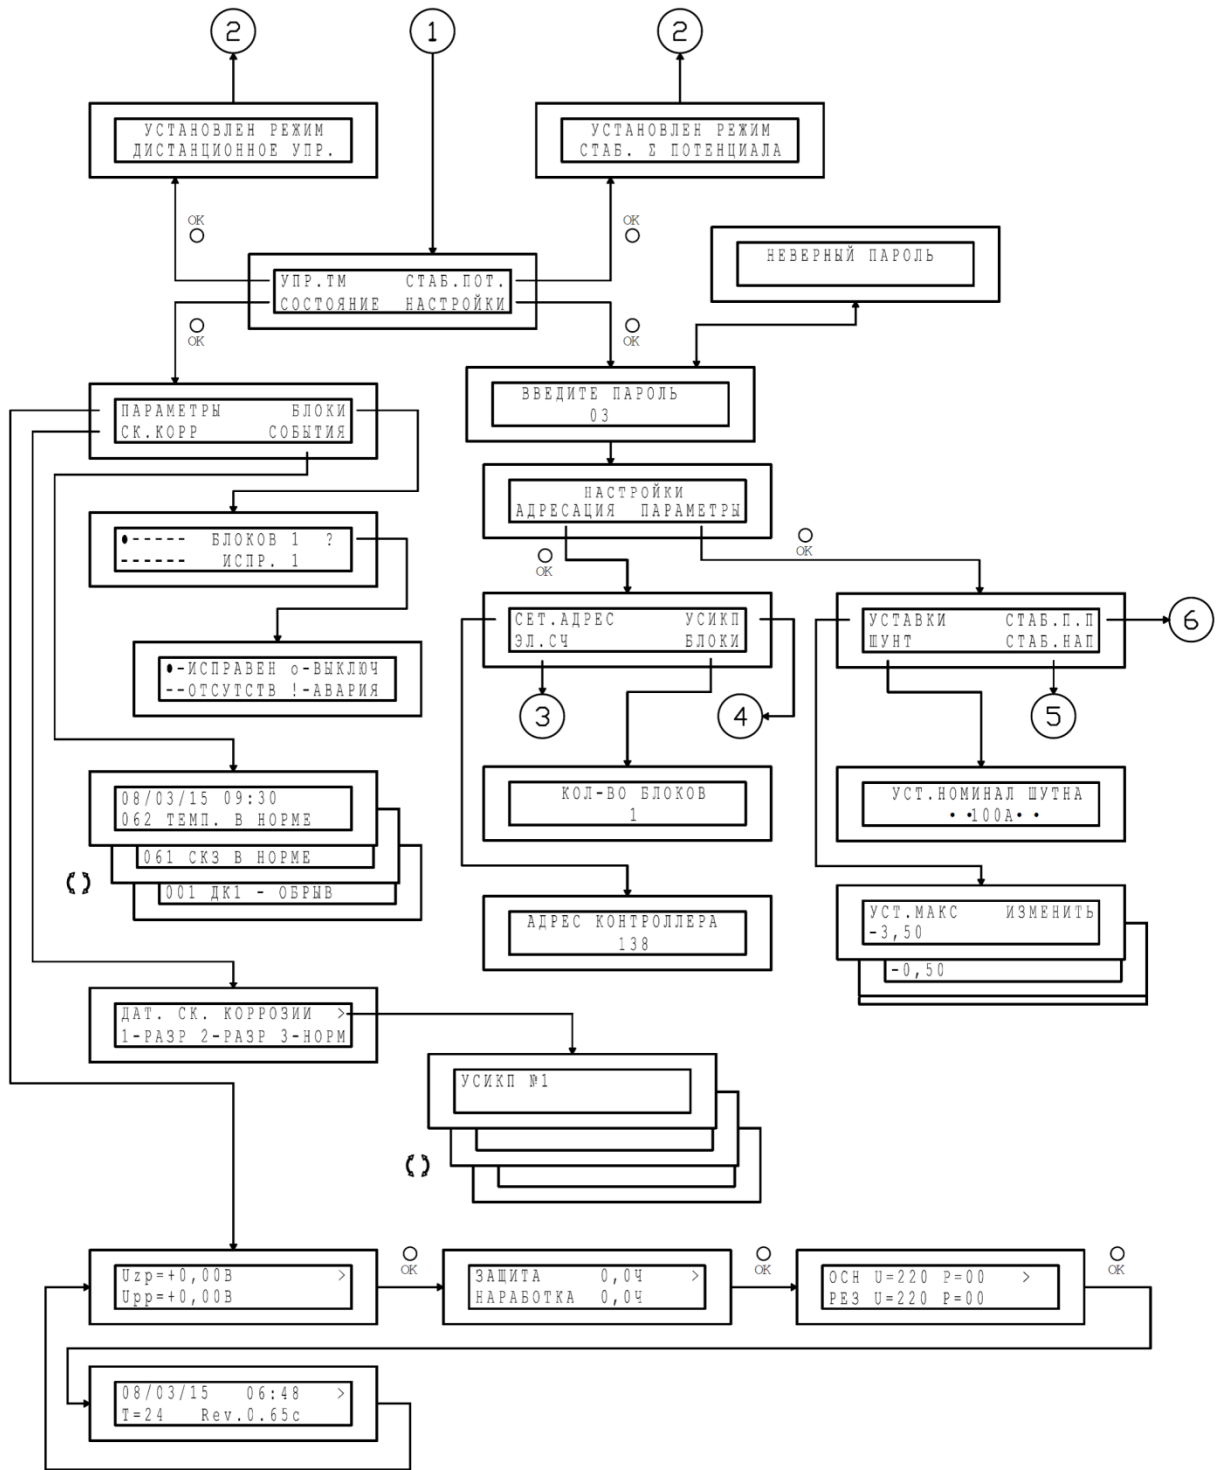 2
1
2
УСТАНОВЛЕН РЕЖИМ
ДИСТАНЦИОННОЕ УПР.
УСТАНОВЛЕН РЕЖИМ
СТАБ. Σ ПОТЕНЦИАЛА
OK
OK
НЕВЕРНЫЙ ПАРОЛЬ
УПР.ТМ СТАБ.ПОТ.
СОСТОЯНИЕ НАСТРОЙКИ
OK
OK
ВВЕДИТЕ ПАРОЛЬ
03
ПАРАМЕТРЫ БЛОКИ
СК.КОРР СОБЫТИЯ
НАСТРОЙКИ
АДРЕСАЦИЯ ПАРАМЕТРЫ
●----- БЛОКОВ 1 ?
------ ИСПР. 1
OK
OK
СЕТ.АДРЕС УСИКП
ЭЛ.СЧ БЛОКИ
УСТАВКИ СТАБ.П.П
ШУНТ СТАБ.НАП
6
●-ИСПРАВЕН о-ВЫКЛЮЧ
--ОТСУТСТВ !-АВАРИЯ
3
4
5
08/03/15 09:30
062 ТЕМП. В НОРМЕ
061 СКЗ В НОРМЕ
001 ДК1 - ОБРЫВ
КОЛ-ВО БЛОКОВ
1
УСТ.НОМИНАЛ ШУТНА
••100А••
АДРЕС КОНТРОЛЛЕРА
138
УСТ.МАКС ИЗМЕНИТЬ
-3,50
-0,50
ДАТ. СК. КОРРОЗИИ >
1-РАЗР 2-РАЗР 3-НОРМ
УСИКП №1
Uzp=+0,00В >
Upp=+0,00В
OK
ЗАЩИТА 0,0Ч >
НАРАБОТКА 0,0Ч
OK
ОСН U=220 P=00 >
РЕЗ U=220 P=00
OK
08/03/15 06:48 >
T=24 Rev.0.65c